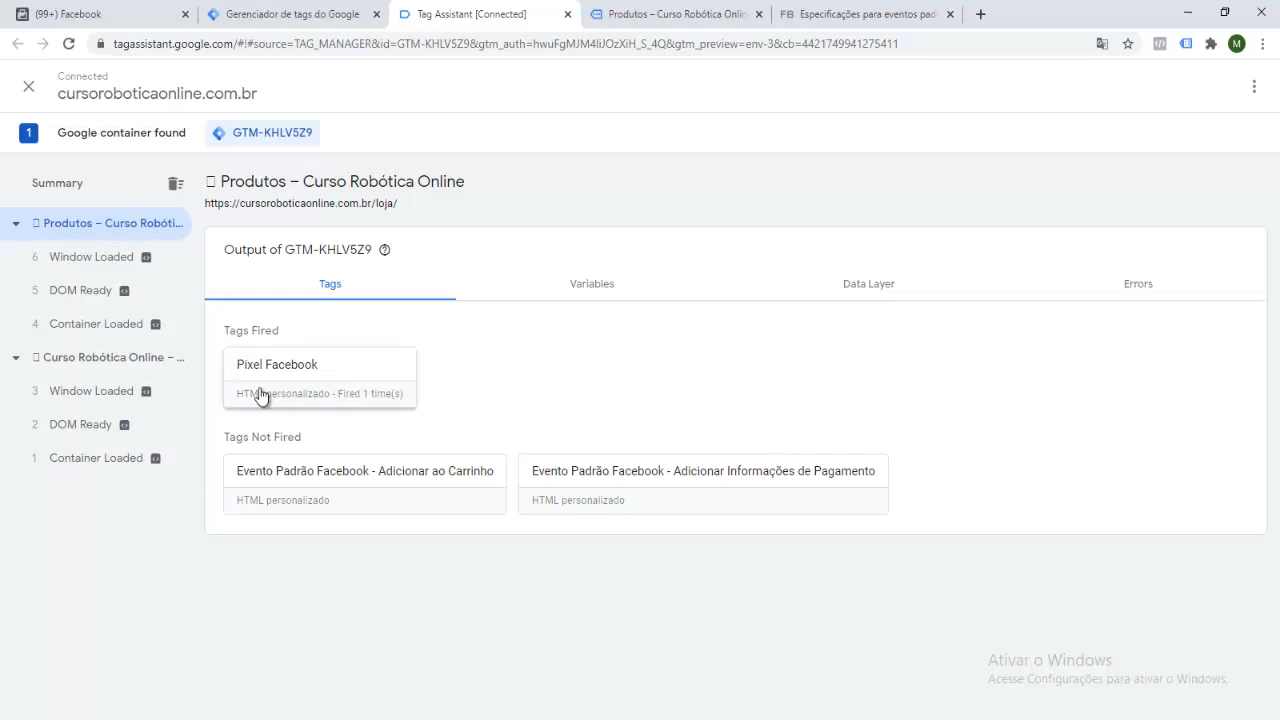 (99+) Facebook
Gerenciador de tags do Google
Tag Assistant [Connected]
Produtos – Curso Robótica Onlin
FB Especificações para eventos pad
tagassistant.google.com/#!#source=TAG_MANAGER&id=GTM-KHLV5Z9&gtm_auth=hwuFgMJM4liJOzXiH_S_4Q&gtm_preview=env-3&cb=4421749941275411
M
Connected
cursoroboticaonline.com.br
1 Google container found GTM-KHLV5Z9
Summary
Produtos – Curso Robóti...
6 Window Loaded
5 DOM Ready
4 Container Loaded
Curso Robótica Online – ...
3 Window Loaded
2 DOM Ready
1 Container Loaded
Produtos – Curso Robótica Online
https://cursoroboticaonline.com.br/loja/
Output of GTM-KHLV5Z9
Tags Variables Data Layer Errors
Tags Fired
Pixel Facebook
personalizado - Fired 1 time(s)
Tags Not Fired
Evento Padrão Facebook - Adicionar ao Carrinho
HTML personalizado
Evento Padrão Facebook - Adicionar Informações de Pagamento
HTML personalizado
Ativar o Windows
Acesse Configurações para ativar o Windows.